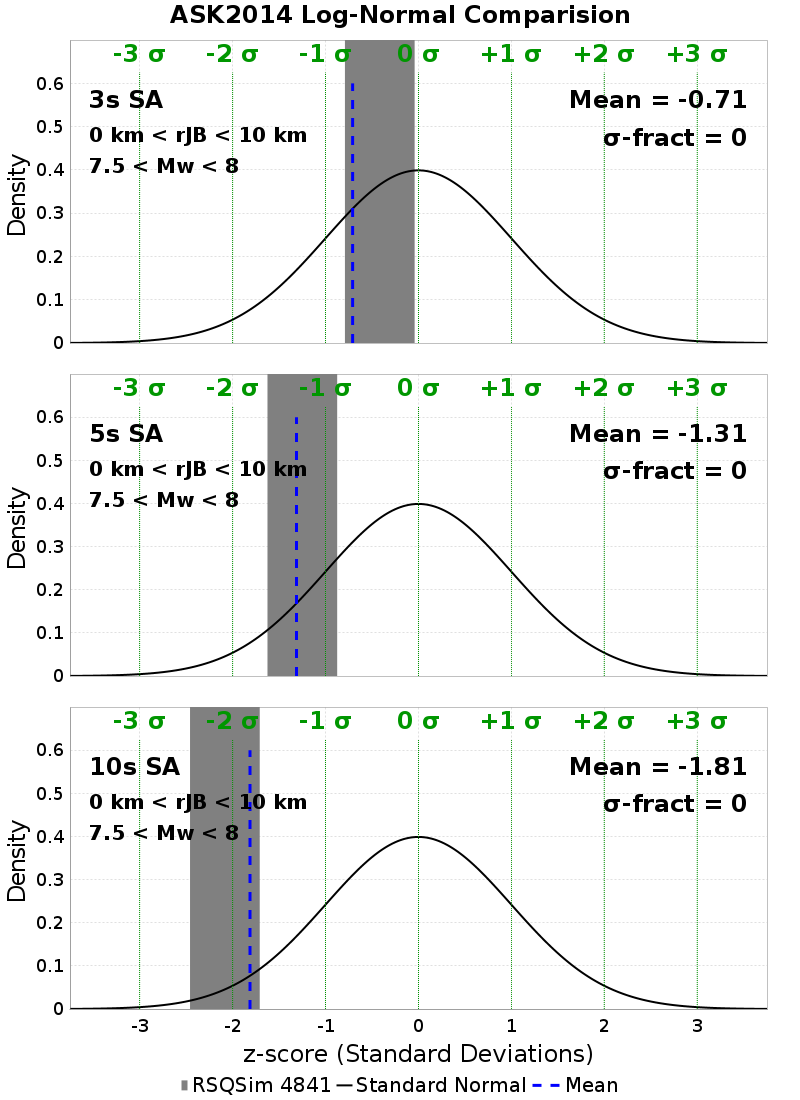 ASK2014 Log-Normal Comparision
-3 σ -2 σ -1 σ 0 σ +1 σ +2 σ +3 σ
3s SA
0 km < rJB < 10 km
7.5 < Mw < 8
Mean = -0.71
σ-fract = 0
Density
0.6
0.5
0.4
0.3
0.2
0.1
0
-3 σ -2 σ -1 σ 0 σ +1 σ +2 σ +3 σ
5s SA
0 km < rJB < 10 km
7.5 < Mw < 8
Mean = -1.31
σ-fract = 0
Density
0.6
0.5
0.4
0.3
0.2
0.1
0
-3 σ -2 σ -1 σ 0 σ +1 σ +2 σ +3 σ
10s SA
0 km < rJB < 10 km
7.5 < Mw < 8
Mean = -1.81
σ-fract = 0
Density
0.6
0.5
0.4
0.3
0.2
0.1
0
-3 -2 -1 0 1 2 3
z-score (Standard Deviations)
RSQSim 4841 Standard Normal Mean